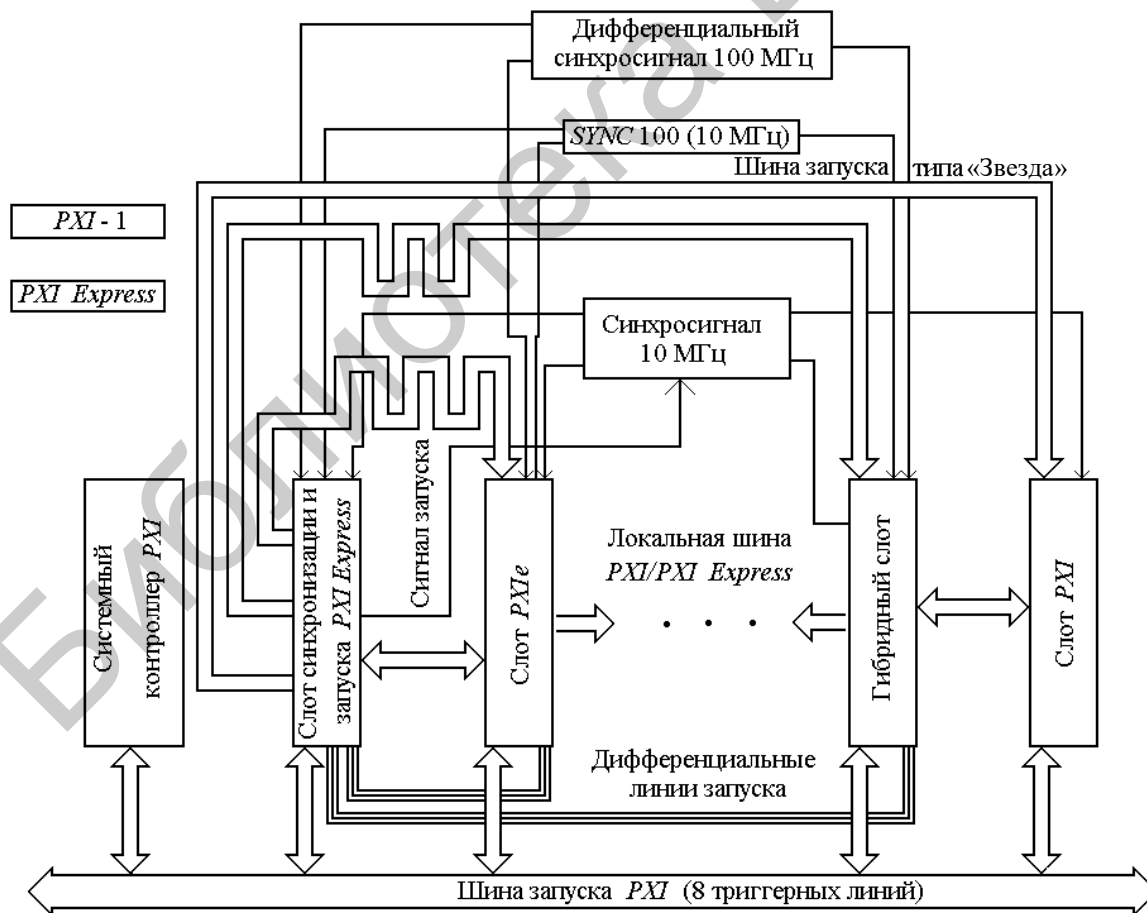 Дифференциальный
синхросигнал 100 МГц
SYNC 100 (10 МГц)
Шина запуска типа «Звезда»
PXI - 1
PXI Express
Синхросигнал
10 МГц
Сигнал запуска
Системный
контроллер PXI
Слот синхронизации и
запуска PXI Express
Слот PXIe
Локальная шина
PXI/PXI Express
. . .
Гибридный слот
Слот PXI
Дифференциальные
линии запуска
Шина запуска PXI (8 триггерных линий)
Библиотека